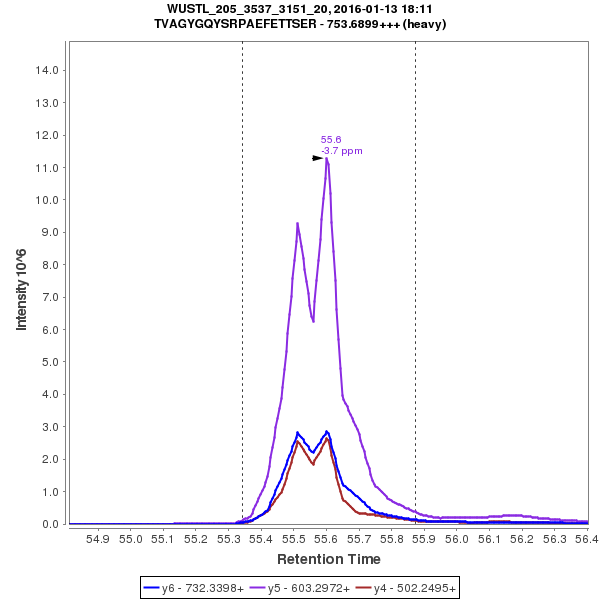 WUSTL_205_3537_3151_20, 2016-01-13 18:11
TVAGYGQYSRPAEFETTSER - 753.6899+++ (heavy)
Intensity 10^6
14.0
13.0
12.0
11.0
10.0
9.0
8.0
7.0
6.0
5.0
4.0
3.0
2.0
1.0
0.0
55.6
-3.7 ppm
54.9 55.0 55.1 55.2 55.3 55.4 55.5 55.6 55.7 55.8 55.9 56.0 56.1 56.2 56.3 56.4
Retention Time
y6 - 732.3398+ y5 - 603.2972+ y4 - 502.2495+